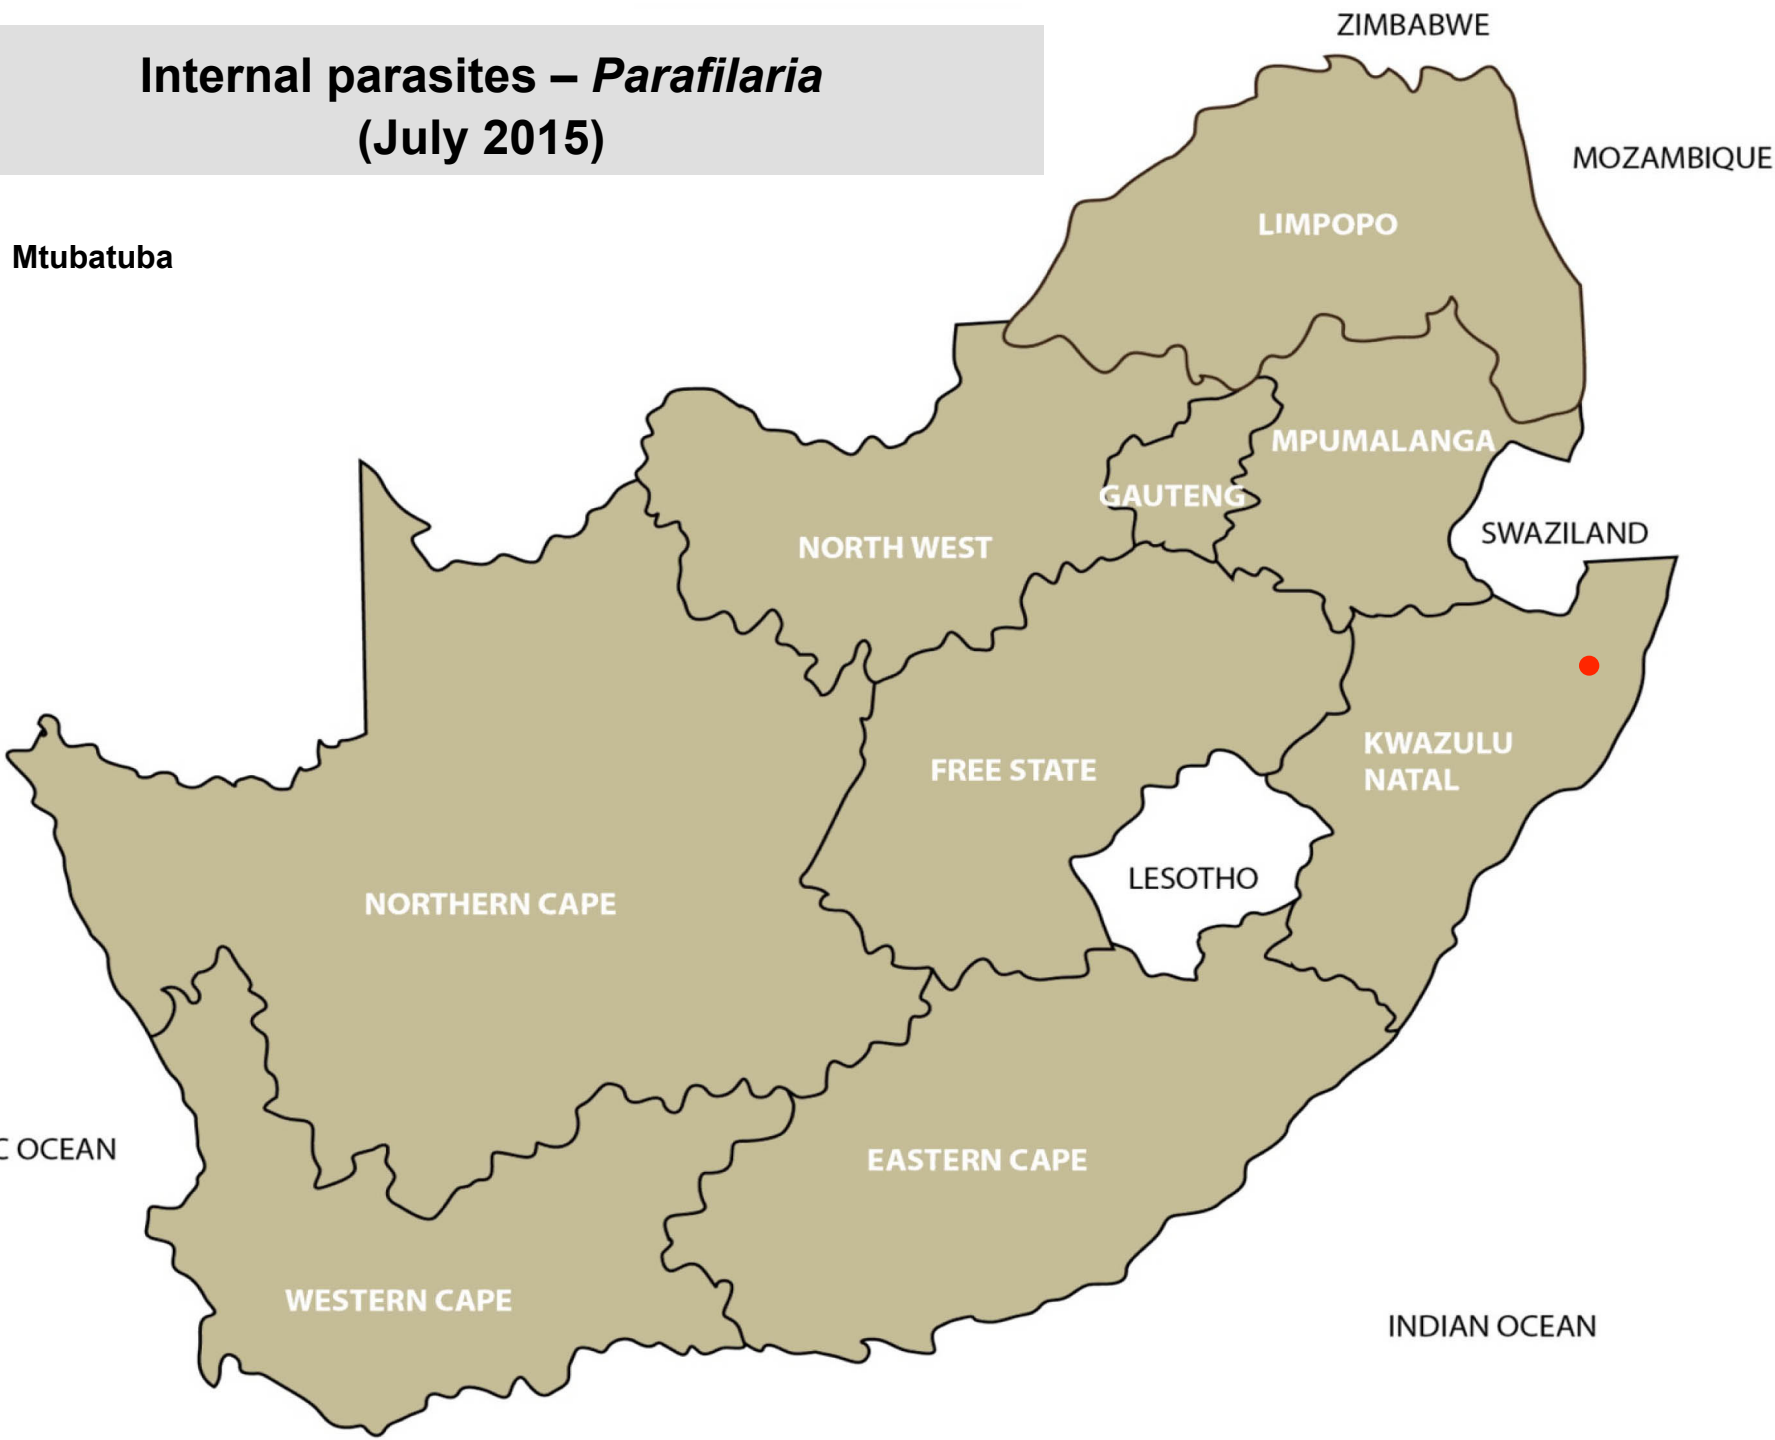 Internal parasites – Parafilaria
(July 2015)
Mtubatuba
ZIMBABWE
MOZAMBIQUE
LIMPOPO
MPUMALANGA
GAUTENG
SWAZILAND
NORTH WEST
KWAZULU
NATAL
FREE STATE
LESOTHO
NORTHERN CAPE
C OCEAN
EASTERN CAPE
WESTERN CAPE
INDIAN OCEAN